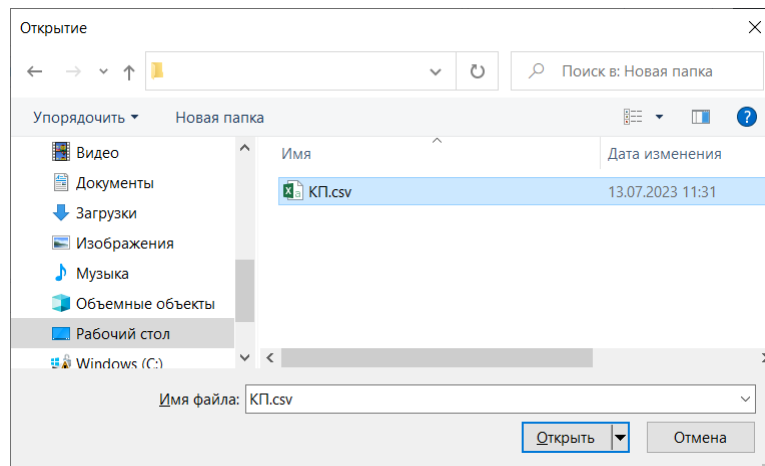 Открытие
Поиск в: Новая папка
Упорядочить Новая папка
Имя Дата изменения
Видео
Документы
Загрузки
Изображения
Музыка
Объемные объекты
Рабочий стол
Windows (C:)
КП.csv 13.07.2023 11:31
Имя файла: КП.csv
Открыть Отмена